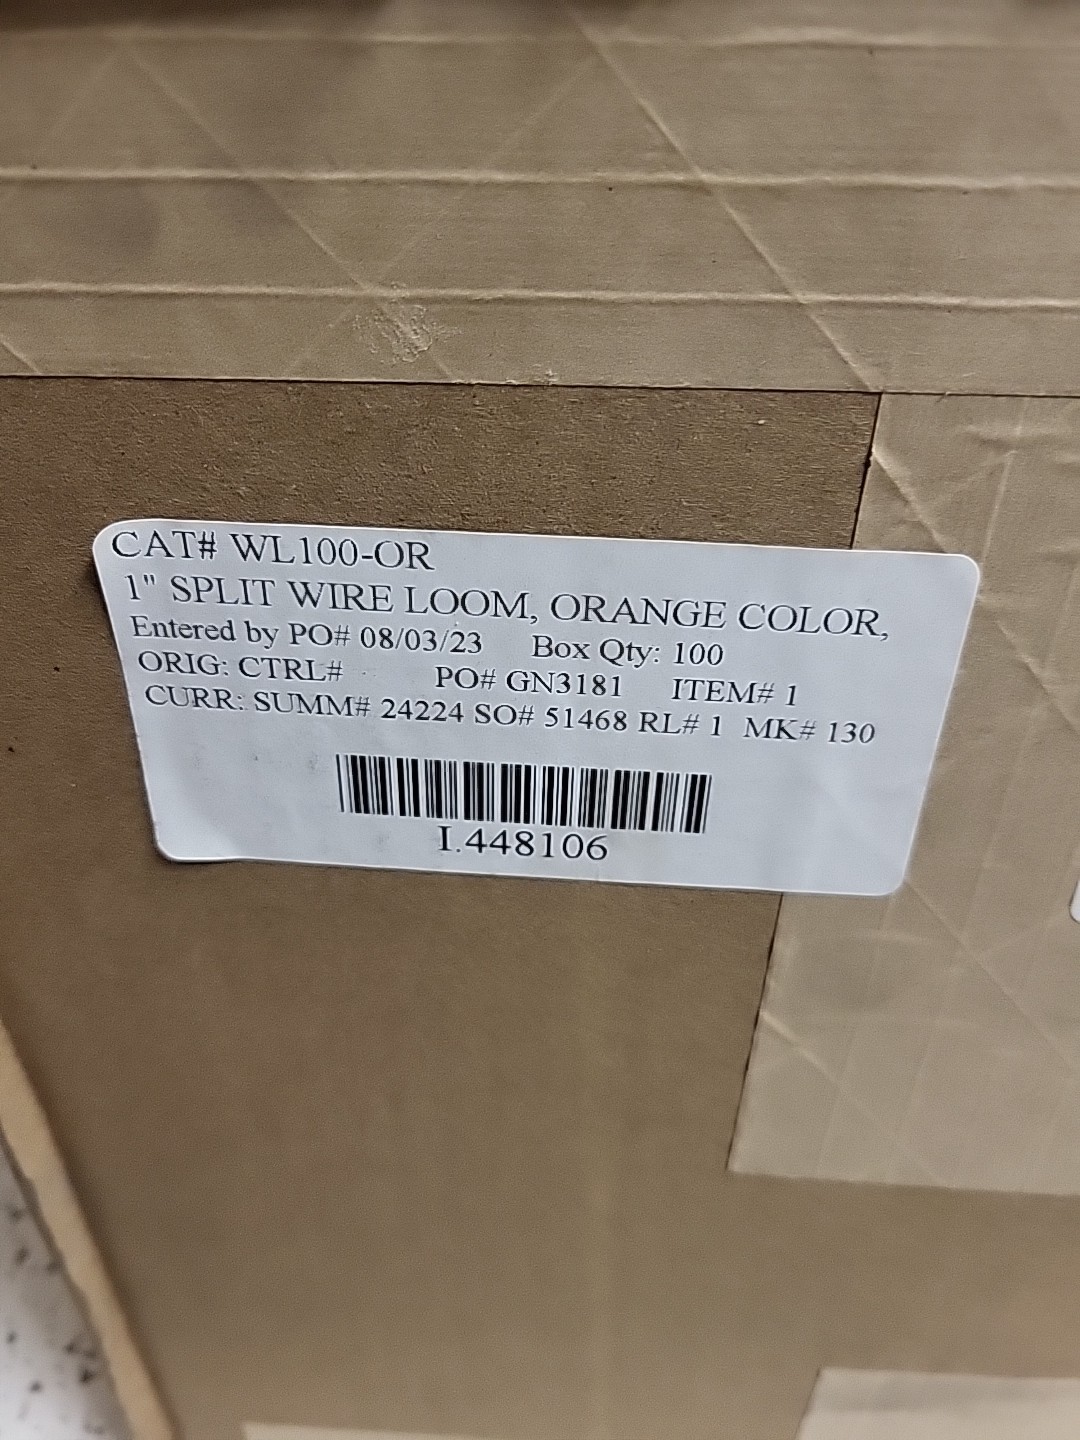 CAT# WL100-OR
1" SPLIT WIRE LOOM, ORANGE COLOR,
Entered by PO# 08/03/23 Box Qty: 100
ORIG: CTRL# PO# GN3181 ITEM# 1
CURR: SUMM# 24224 SO# 51468 RL# 1 MK# 130
I.448106